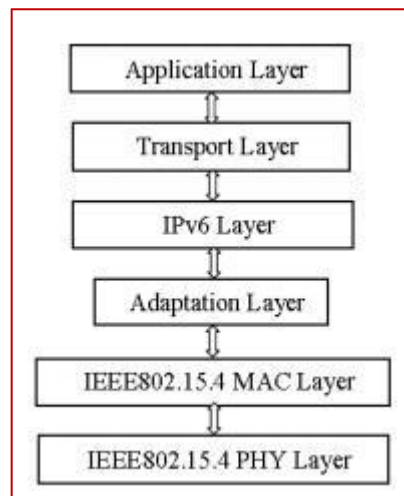 Application Layer
Transport Layer
IPv6 Layer
Adaptation Layer
IEEE802.15.4 MAC Layer
IEEE802.15.4 PHY Layer